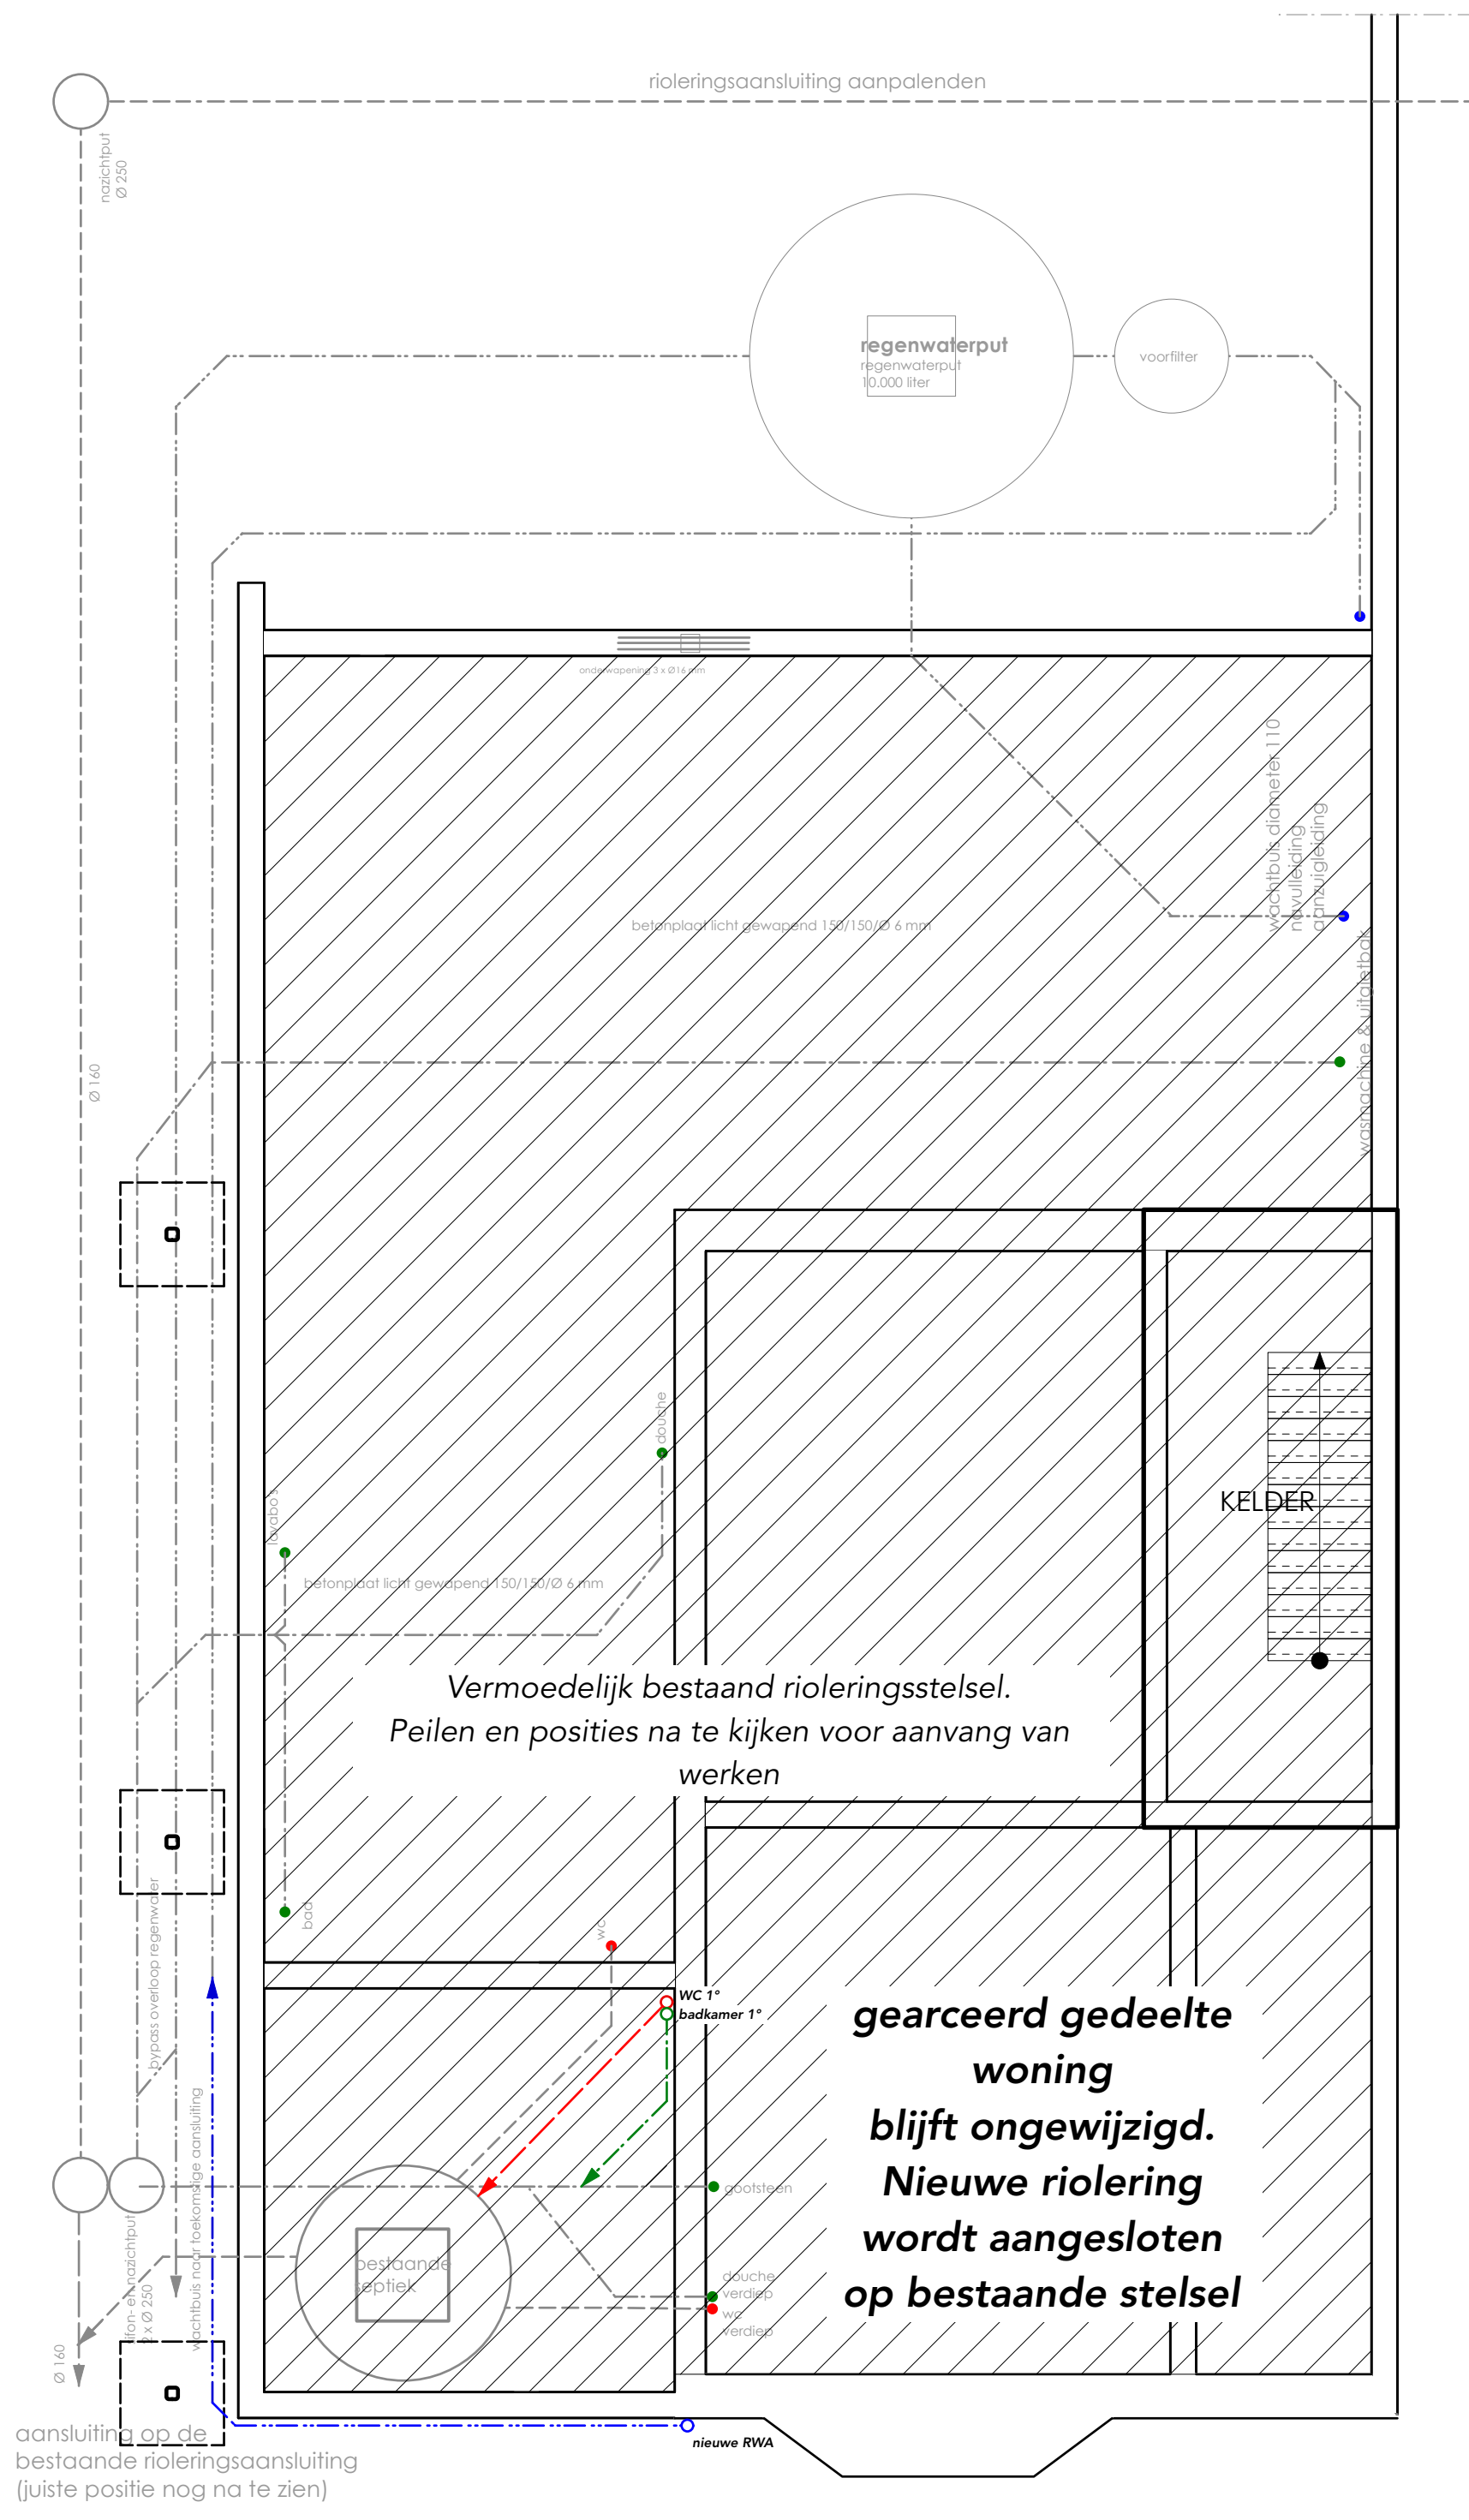 rioleringsaansluiting aanpalenden
nazichtput
Ø 250
regenwaterput
regenwaterput
10.000 liter
voorfilter
onderwapening 3 x Ø16 mm
wachtbuis diameter 110
navulleiding
aanzuigleiding
betonplaat licht gewapend 150/150/Ø 6 mm
wasmachine & uitgietbak
Ø 160
douche
lavabo's
KELDER
betonplaat licht gewapend 150/150/Ø 6 mm
Vermoedelijk bestaand rioleringsstelsel.
Peilen en posities na te kijken voor aanvang van
werken
bad
wc
bypass overloop regenwater
WC 1°
badkamer 1°
gearceerd gedeelte
woning
blijft ongewijzigd.
Nieuwe riolering
wordt aangesloten
op bestaande stelsel
wachtbuis naar toekomstige aansluiting
gootsteen
bestaande
septiek
douche
verdiep
wc
verdiep
sifon- en nazichtput
2 x Ø 250
Ø 160
aansluiting op de
bestaande rioleringsaansluiting
(juiste positie nog na te zien)
nieuwe RWA